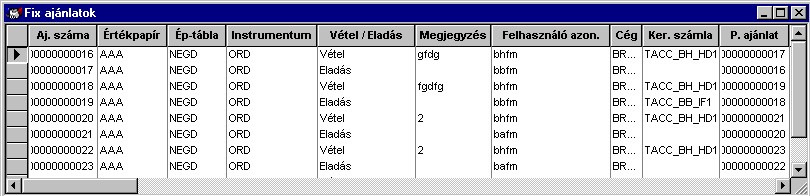 Fix ajánlatok
Aj. száma Értékpapír Ép-tábla Instrumentum Vétel / Eladás Megjegyzés Felhasználó azon. Cég Ker. számla P. ajánlat
00000000016 AAA NEGD ORD Vétel gfdg bhfm BR... TACC_BH_HD1 00000000017
00000000017 AAA NEGD ORD Eladás bbfm BR... 00000000016
00000000018 AAA NEGD ORD Vétel fgdfg bhfm BR... TACC_BH_HD1 00000000019
00000000019 AAA NEGD ORD Eladás bbfm BR... TACC_BB_IF1 00000000018
00000000020 AAA NEGD ORD Vétel 2 bhfm BR... TACC_BH_HD1 00000000021
00000000021 AAA NEGD ORD Eladás bafm BR... 00000000020
00000000022 AAA NEGD ORD Vétel 2 bhfm BR... TACC_BH_HD1 00000000023
00000000023 AAA NEGD ORD Eladás bafm BR... 00000000022